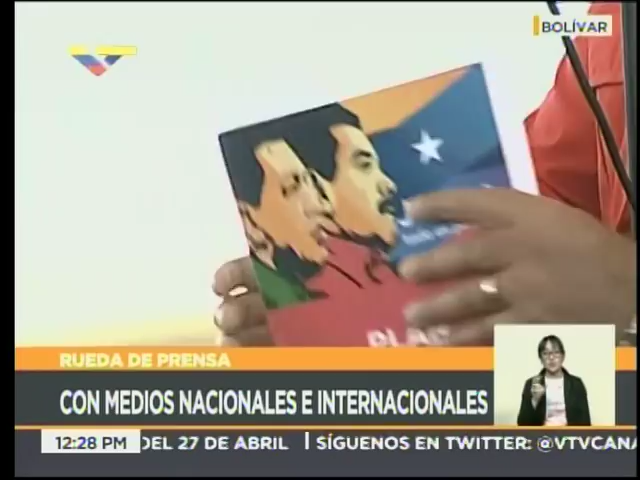 BOLÍVAR
PLAN
RUEDA DE PRENSA
CON MEDIOS NACIONALES E INTERNACIONALES
12:28 PM DEL 27 DE ABRIL | SÍGUENOS EN TWITTER: @VTVCANA